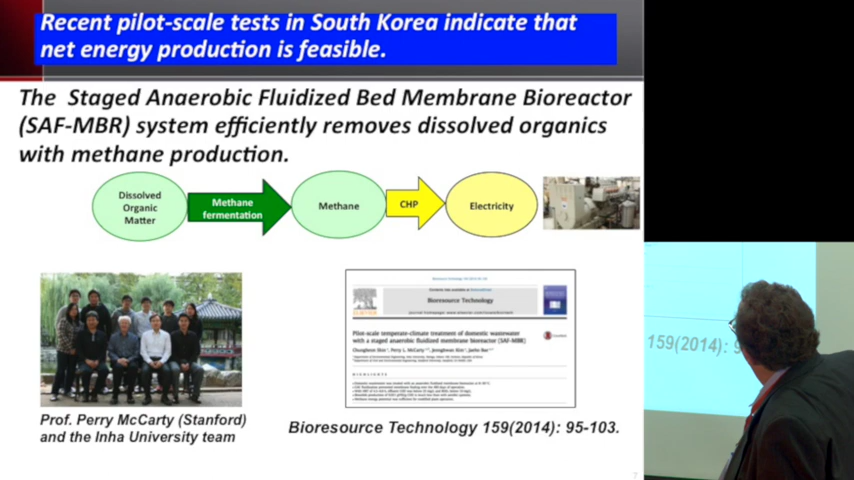 Recent pilot-scale tests in South Korea indicate that
net energy production is feasible.
The Staged Anaerobic Fluidized Bed Membrane Bioreactor
(SAF-MBR) system efficiently removes dissolved organics
with methane production.
Dissolved
Organic
Matter
Methane
fermentation
Methane
CHP
Electricity
Bioresource Technology
Pilot-scale temperate-climate treatment of domestic wastewater
with a staged anaerobic fluidized membrane bioreactor (SAF-MBR)
HIGHLIGHTS
Prof. Perry McCarty (Stanford)
and the Inha University team
Bioresource Technology 159(2014): 95-103.
7
159(2014): 9